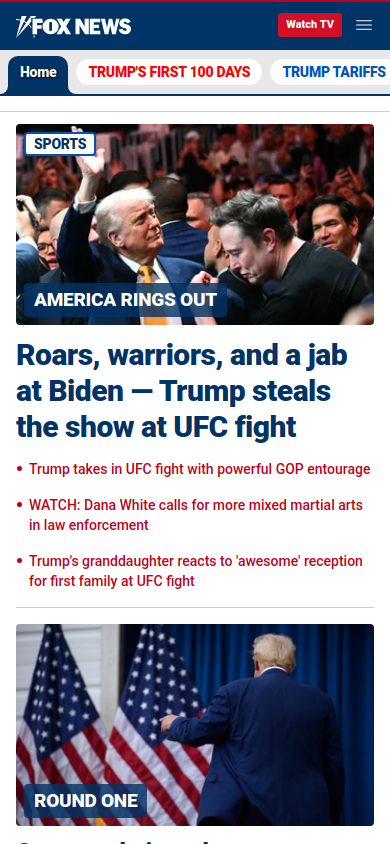 FOX NEWS
Watch TV
Home
TRUMP'S FIRST 100 DAYS
TRUMP TARIFFS
SPORTS
AMERICA RINGS OUT
Roars, warriors, and a jab
at Biden — Trump steals
the show at UFC fight
Trump takes in UFC fight with powerful GOP entourage
WATCH: Dana White calls for more mixed martial arts
in law enforcement
Trump's granddaughter reacts to 'awesome' reception
for first family at UFC fight
ROUND ONE